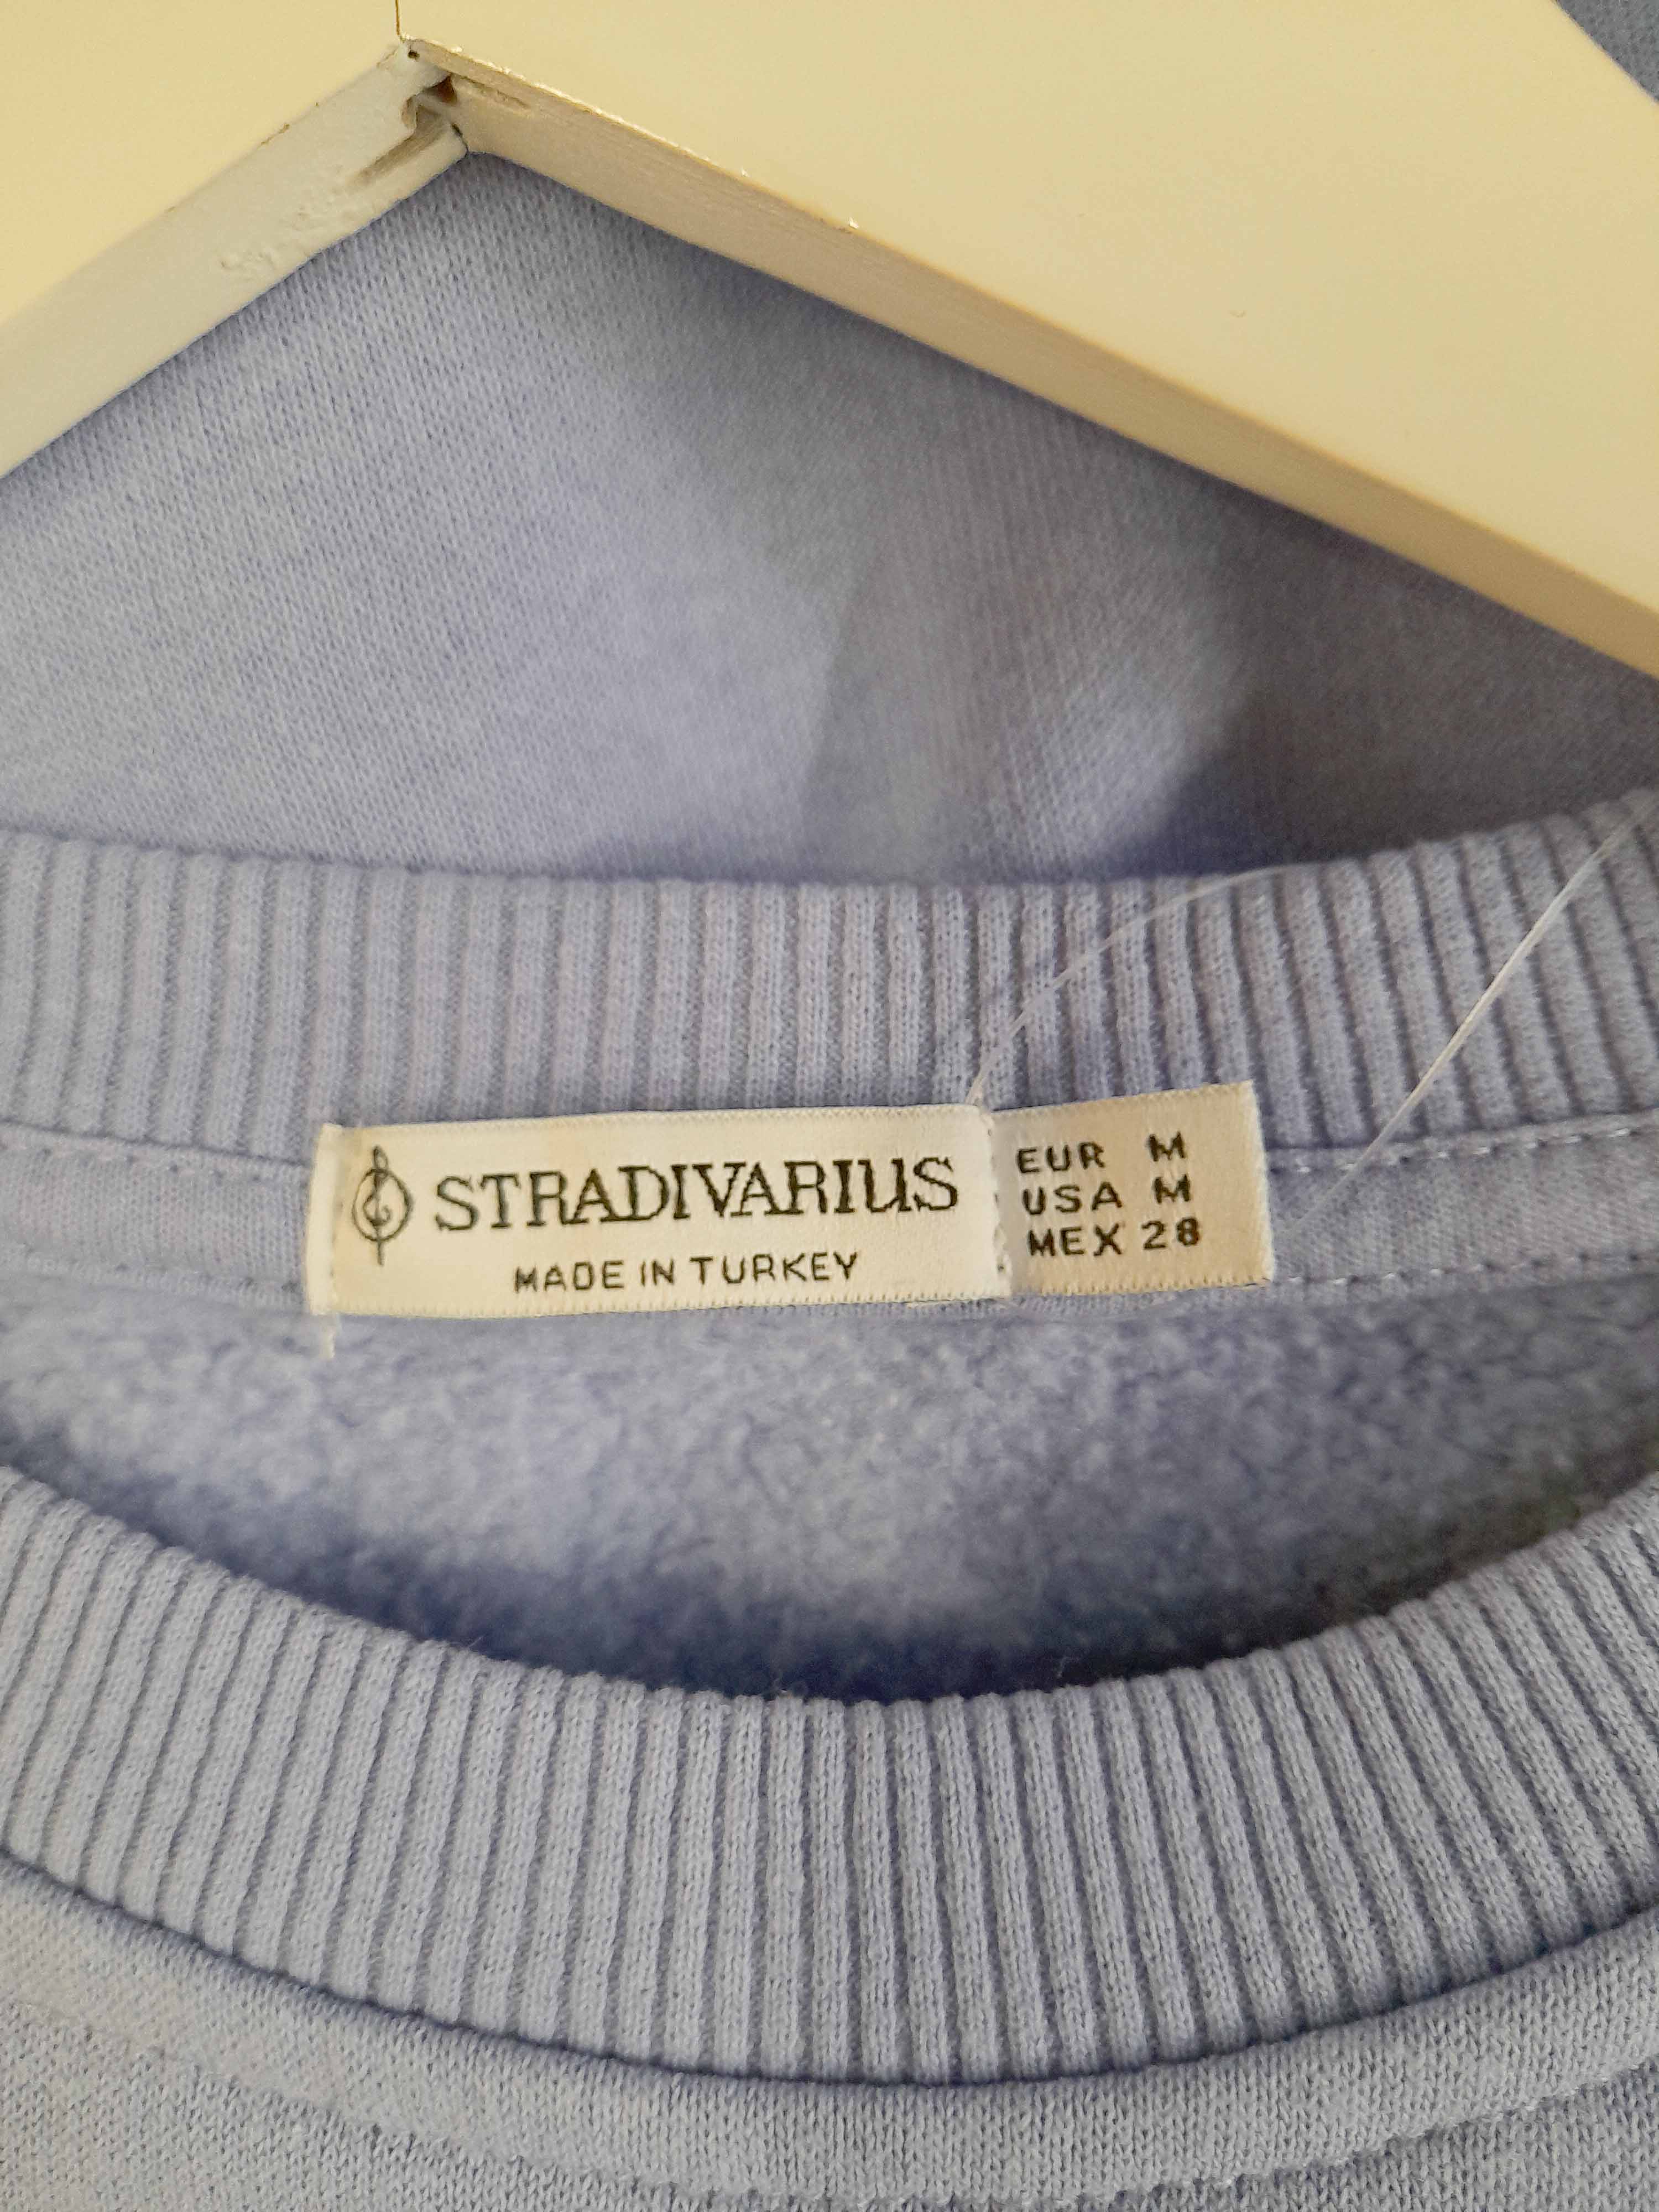 STRADIVARIUS
MADE IN TURKEY
EUR M
USA M
MEX 28